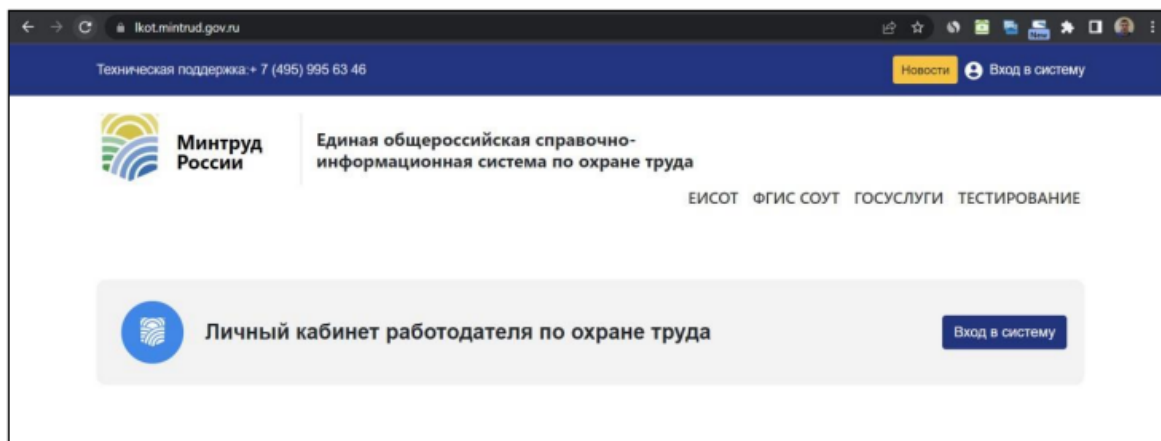 lkot.mintrud.gov.ru
New
Техническая поддержка:+ 7 (495) 995 63 46
Новости
Вход в систему
Минтруд
России
Единая общероссийская справочно-
информационная система по охране труда
ЕИСОТ ФГИС СОУТ ГОСУСЛУГИ ТЕСТИРОВАНИЕ
Личный кабинет работодателя по охране труда
Вход в систему